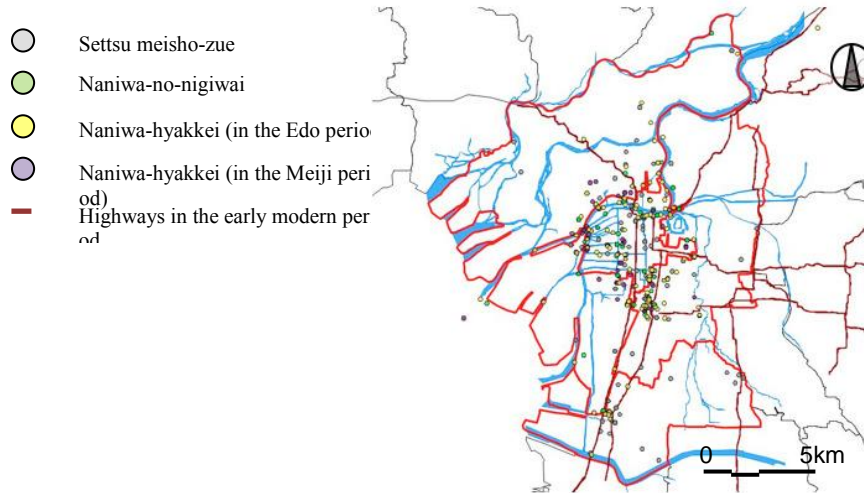 Settsu meisho-zue
Naniwa-no-nigiwai
Naniwa-hyakkei (in the Edo perio
Naniwa-hyakkei (in the Meiji peri
od)
Highways in the early modern per
od
0 5km